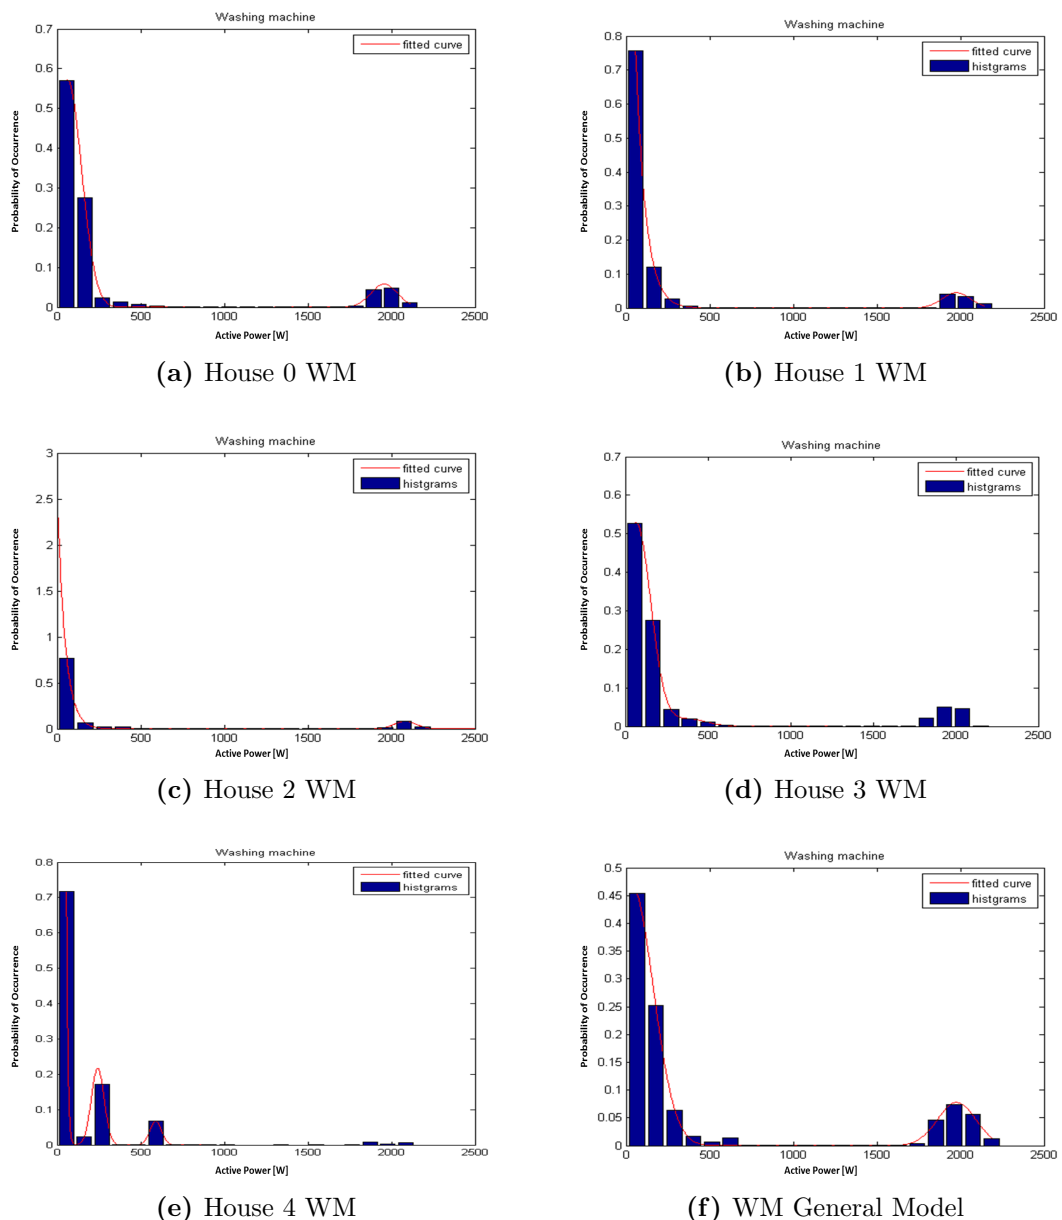 Washing machine
0.7
0.6
0.5
0.4
0.3
0.2
0.1
0
Probability of Occurrence
fitted curve
0 500 1000 1500 2000 2500
Active Power [W]
(a) House 0 WM
Washing machine
0.8
0.7
0.6
0.5
0.4
0.3
0.2
0.1
0
Probability of Occurrence
fitted curve
histgrams
0 500 1000 1500 2000 2500
Active Power [W]
(b) House 1 WM
Washing machine
3
2.5
2
1.5
1
0.5
0
Probability of Occurrence
fitted curve
histgrams
0 500 1000 1500 2000 2500
Active Power [W]
(c) House 2 WM
Washing machine
0.7
0.6
0.5
0.4
0.3
0.2
0.1
0
Probability of Occurrence
fitted curve
histgrams
0 500 1000 1500 2000 2500
Active Power [W]
(d) House 3 WM
Washing machine
0.8
0.7
0.6
0.5
0.4
0.3
0.2
0.1
0
Probability of Occurrence
fitted curve
histgrams
0 500 1000 1500 2000 2500
Active Power [W]
(e) House 4 WM
Washing machine
0.5
0.45
0.4
0.35
0.3
0.25
0.2
0.15
0.1
0.05
0
Probability of Occurrence
fitted curve
histgrams
0 500 1000 1500 2000 2500
Active Power [W]
(f) WM General Model